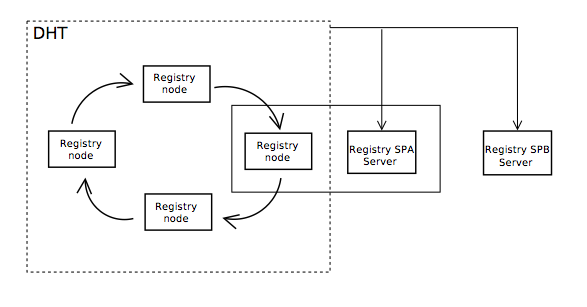 DHT
Registry
node
Registry
node
Registry
node
Registry SPA
Server
Registry SPB
Server
Registry
node